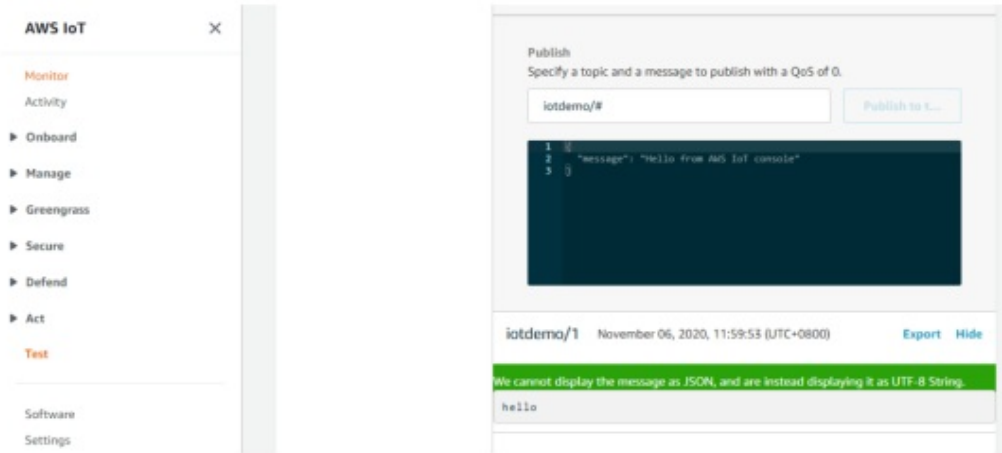 AWS IoT
Monitor
Activity
Onboard
Manage
Greengrass
Secure
Defend
Act
Test
Software
Settings
Publish
Specify a topic and a message to publish with a QoS of 0.
iotdemo/#
Publish to t...
1 {
2 "message": "Hello from AWS IoT console"
3 }
iotdemo/1 November 06, 2020, 11:59:53 (UTC+0800) Export Hide
We cannot display the message as JSON, and are instead displaying it as UTF-8 String.
hello